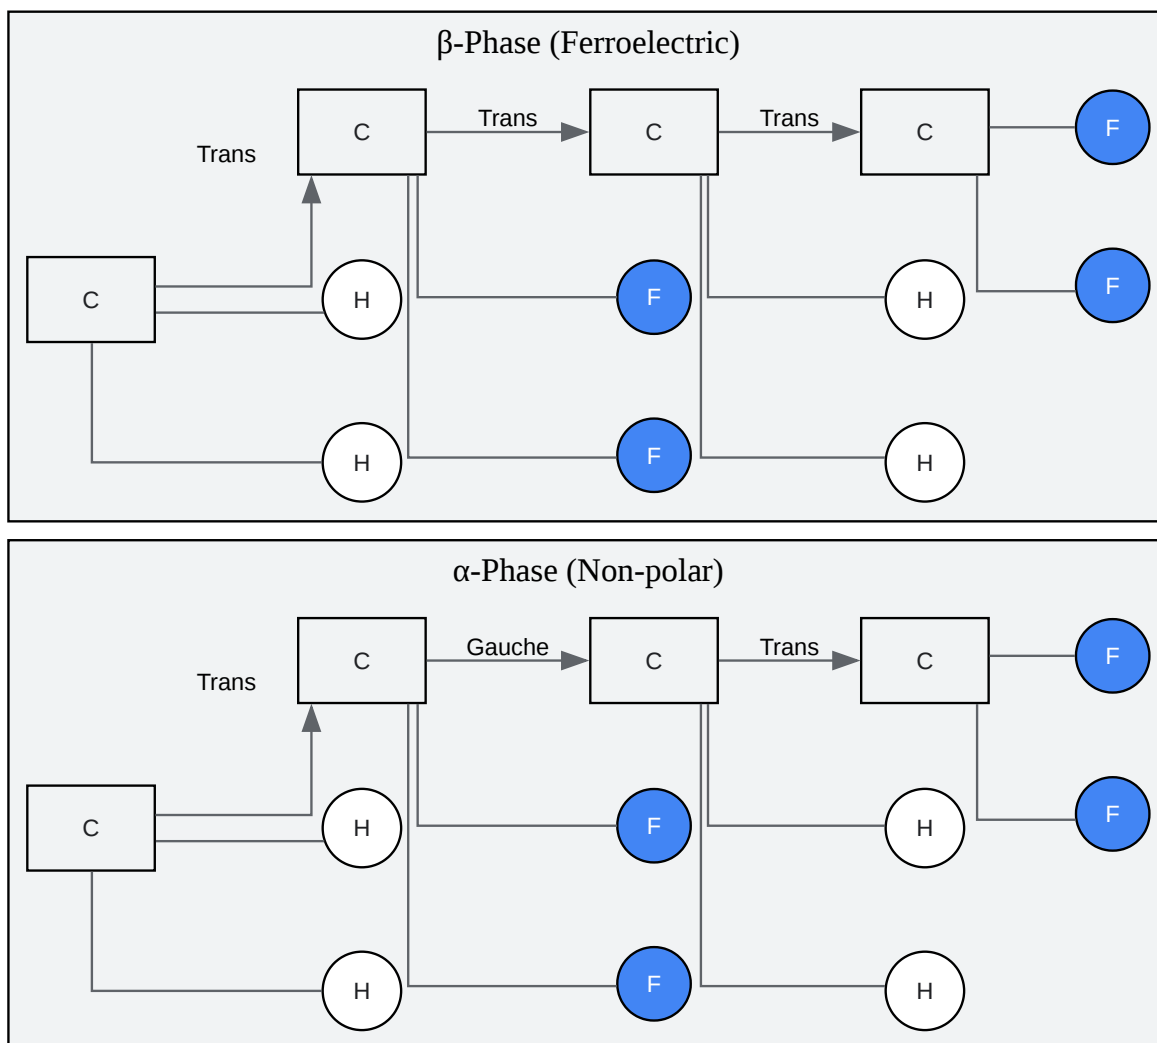 β-Phase (Ferroelectric)
C
Trans
C
Trans
C
F
Trans
C
H
F
H
F
H
F
H
α-Phase (Non-polar)
C
Gauche
C
Trans
C
F
Trans
C
H
F
H
F
H
F
H